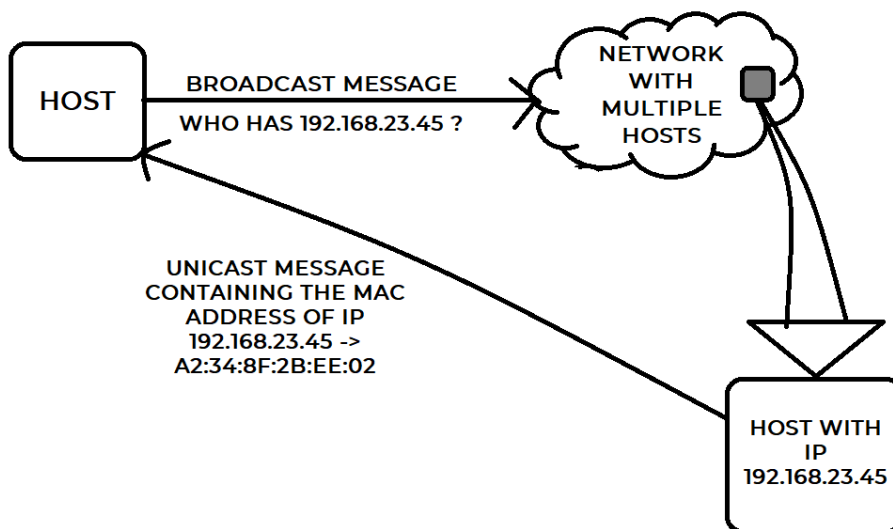 HOST
BROADCAST MESSAGE
WHO HAS 192.168.23.45 ?
NETWORK
WITH
MULTIPLE
HOSTS
UNICAST MESSAGE
CONTAINING THE MAC
ADDRESS OF IP
192.168.23.45 ->
A2:34:8F:2B:EE:02
HOST WITH
IP
192.168.23.45